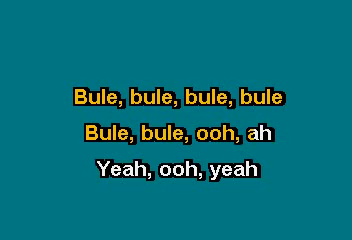 Bule, bule, bule, bule
Bule, bule, ooh, ah
Yeah, ooh, yeah